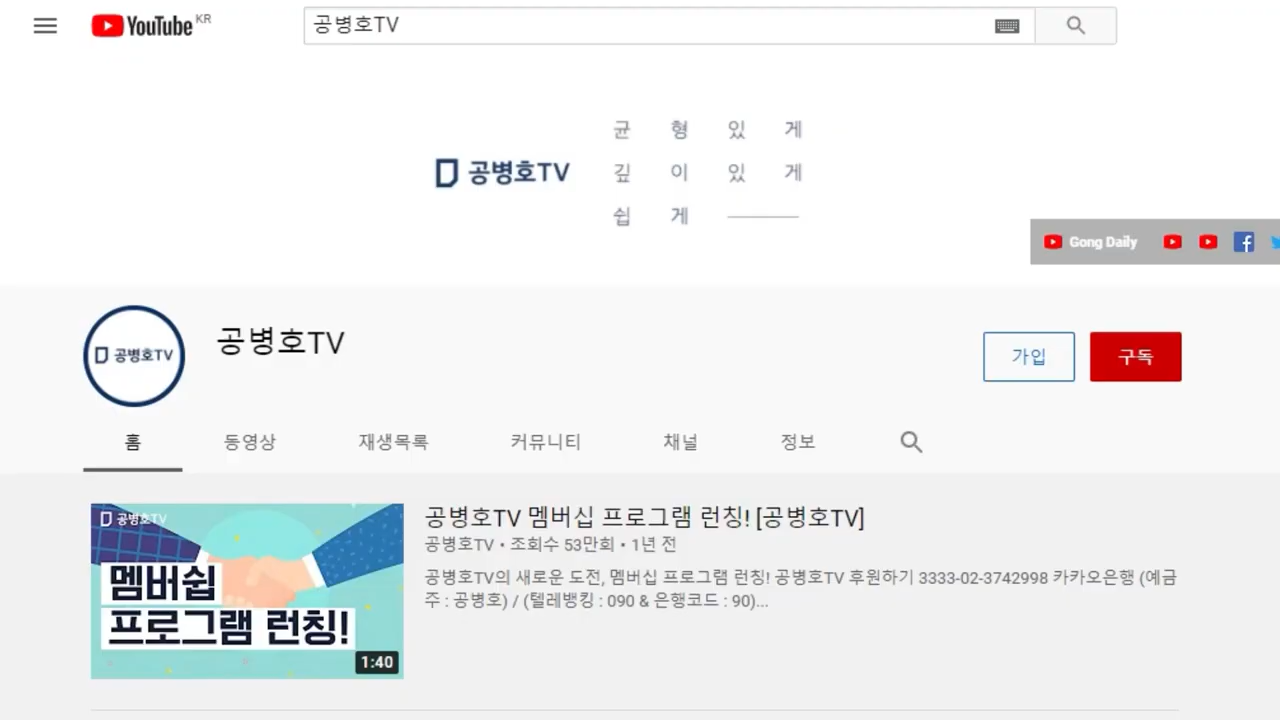 YouTube KR
공병호TV
균 형 있 게
공병호TV
깊 이 있 게
쉽 게
Gong Daily
공병호TV
공병호TV
가입
구독
홈
동영상
재생목록
커뮤니티
채널
정보
공병호TV
멤버쉽
프로그램 런칭!
1:40
공병호TV 멤버십 프로그램 런칭! [공병호TV]
공병호TV • 조회수 53만회 • 1년 전
공병호TV의 새로운 도전, 멤버십 프로그램 런칭! 공병호TV 후원하기 3333-02-3742998 카카오은행 (예금
주 : 공병호) / (텔레뱅킹 : 090 & 은행코드 : 90)...